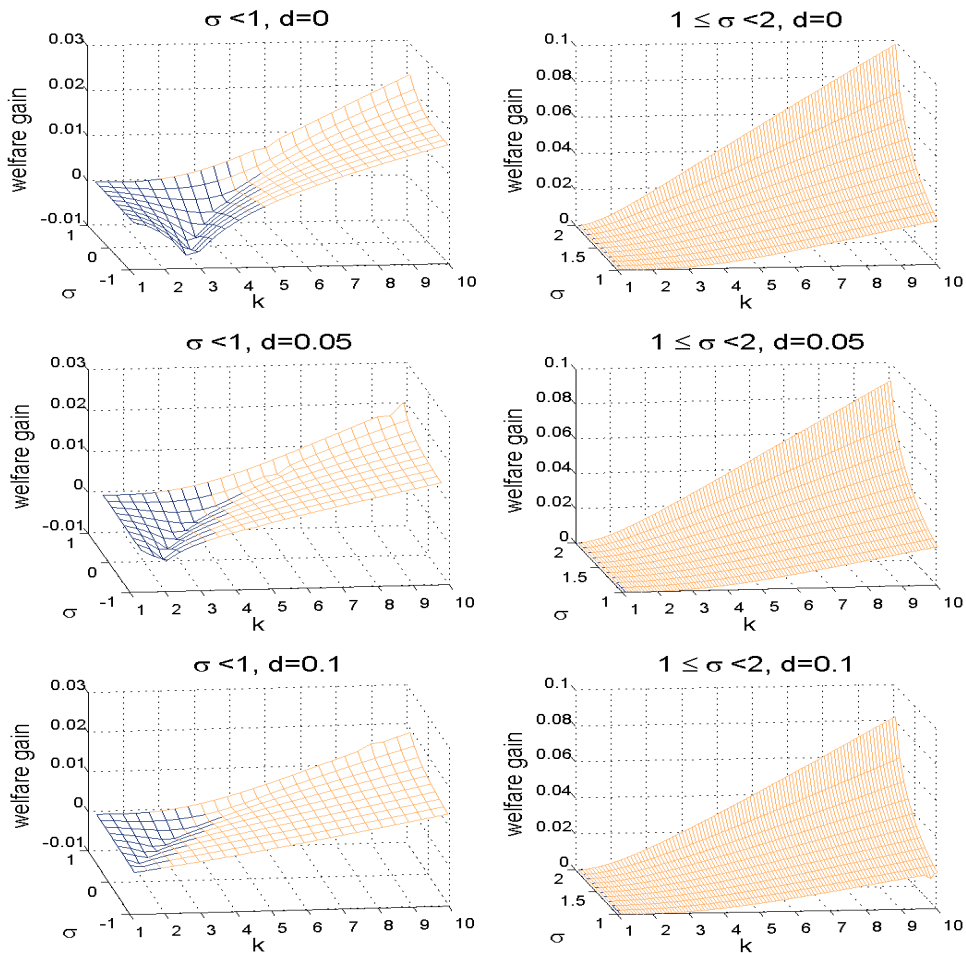 σ <1, d=0
0.03
0.02
0.01
0
-0.01
welfare gain
1
0
-1
σ
1 2 3 4 5 6 7 8 9 10
k
1 ≤ σ <2, d=0
0.1
0.08
0.06
0.04
0.02
0
welfare gain
2
1.5
1
σ
1 2 3 4 5 6 7 8 9 10
k
σ <1, d=0.05
0.03
0.02
0.01
0
-0.01
welfare gain
1
0
-1
σ
1 2 3 4 5 6 7 8 9 10
k
1 ≤ σ <2, d=0.05
0.1
0.08
0.06
0.04
0.02
0
welfare gain
2
1.5
1
σ
1 2 3 4 5 6 7 8 9 10
k
σ <1, d=0.1
0.03
0.02
0.01
0
-0.01
welfare gain
1
0
-1
σ
1 2 3 4 5 6 7 8 9 10
k
1 ≤ σ <2, d=0.1
0.1
0.08
0.06
0.04
0.02
0
welfare gain
2
1.5
1
σ
1 2 3 4 5 6 7 8 9 10
k